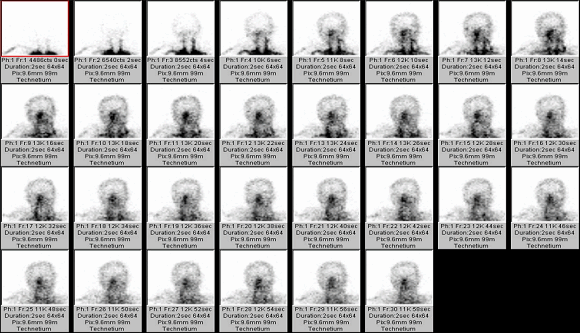 Ph:1 Fr:1 4486cts 0sec
Duration:2sec 64x64
Pix:9.6mm 99m
Technetium
Ph:1 Fr:2 6540cts 2sec
Duration:2sec 64x64
Pix:9.6mm 99m
Technetium
Ph:1 Fr:3 8552cts 4sec
Duration:2sec 64x64
Pix:9.6mm 99m
Technetium
Ph:1 Fr:4 10K 6sec
Duration:2sec 64x64
Pix:9.6mm 99m
Technetium
Ph:1 Fr:5 11K 8sec
Duration:2sec 64x64
Pix:9.6mm 99m
Technetium
Ph:1 Fr:6 12K 10sec
Duration:2sec 64x64
Pix:9.6mm 99m
Technetium
Ph:1 Fr:7 13K 12sec
Duration:2sec 64x64
Pix:9.6mm 99m
Technetium
Ph:1 Fr:8 13K 14sec
Duration:2sec 64x64
Pix:9.6mm 99m
Technetium
Ph:1 Fr:9 13K 16sec
Duration:2sec 64x64
Pix:9.6mm 99m
Technetium
Ph:1 Fr:10 13K 18sec
Duration:2sec 64x64
Pix:9.6mm 99m
Technetium
Ph:1 Fr:11 13K 20sec
Duration:2sec 64x64
Pix:9.6mm 99m
Technetium
Ph:1 Fr:12 13K 22sec
Duration:2sec 64x64
Pix:9.6mm 99m
Technetium
Ph:1 Fr:13 13K 24sec
Duration:2sec 64x64
Pix:9.6mm 99m
Technetium
Ph:1 Fr:14 13K 26sec
Duration:2sec 64x64
Pix:9.6mm 99m
Technetium
Ph:1 Fr:15 12K 28sec
Duration:2sec 64x64
Pix:9.6mm 99m
Technetium
Ph:1 Fr:16 12K 30sec
Duration:2sec 64x64
Pix:9.6mm 99m
Technetium
Ph:1 Fr:17 12K 32sec
Duration:2sec 64x64
Pix:9.6mm 99m
Technetium
Ph:1 Fr:18 12K 34sec
Duration:2sec 64x64
Pix:9.6mm 99m
Technetium
Ph:1 Fr:19 12K 36sec
Duration:2sec 64x64
Pix:9.6mm 99m
Technetium
Ph:1 Fr:20 12K 38sec
Duration:2sec 64x64
Pix:9.6mm 99m
Technetium
Ph:1 Fr:21 12K 40sec
Duration:2sec 64x64
Pix:9.6mm 99m
Technetium
Ph:1 Fr:22 12K 42sec
Duration:2sec 64x64
Pix:9.6mm 99m
Technetium
Ph:1 Fr:23 12K 44sec
Duration:2sec 64x64
Pix:9.6mm 99m
Technetium
Ph:1 Fr:24 11K 46sec
Duration:2sec 64x64
Pix:9.6mm 99m
Technetium
Ph:1 Fr:25 11K 48sec
Duration:2sec 64x64
Pix:9.6mm 99m
Technetium
Ph:1 Fr:26 11K 50sec
Duration:2sec 64x64
Pix:9.6mm 99m
Technetium
Ph:1 Fr:27 12K 52sec
Duration:2sec 64x64
Pix:9.6mm 99m
Technetium
Ph:1 Fr:28 12K 54sec
Duration:2sec 64x64
Pix:9.6mm 99m
Technetium
Ph:1 Fr:29 11K 56sec
Duration:2sec 64x64
Pix:9.6mm 99m
Technetium
Ph:1 Fr:30 11K 58sec
Duration:2sec 64x64
Pix:9.6mm 99m
Technetium